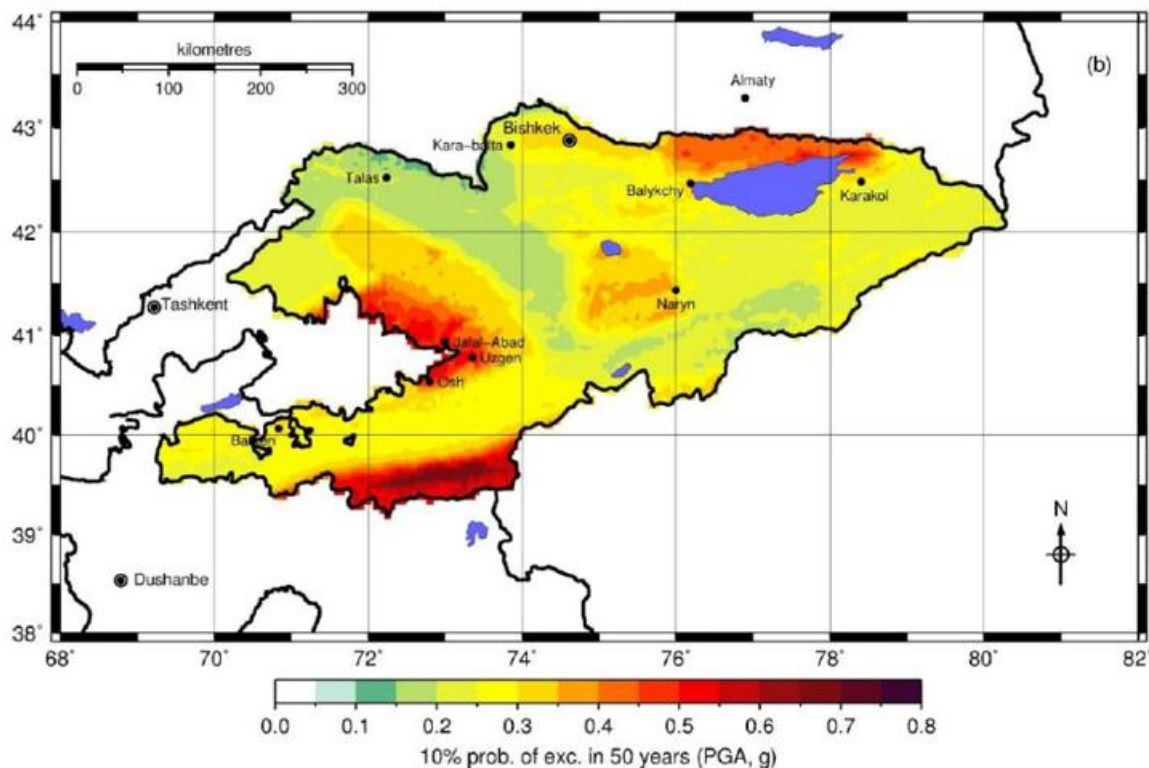 44°
kilometres
0 100 200 300
(b)
Almaty
43°
Bishkek
Kara-balta
Talas
Balykchy
Karakol
42°
Tashkent
Naryn
41°
Jalal-Abad
Uzgen
Osh
40°
N
39°
Dushanbe
38°
68° 70° 72° 74° 76° 78° 80° 82°
0.0 0.1 0.2 0.3 0.4 0.5 0.6 0.7 0.8
10% prob. of exc. in 50 years (PGA, g)